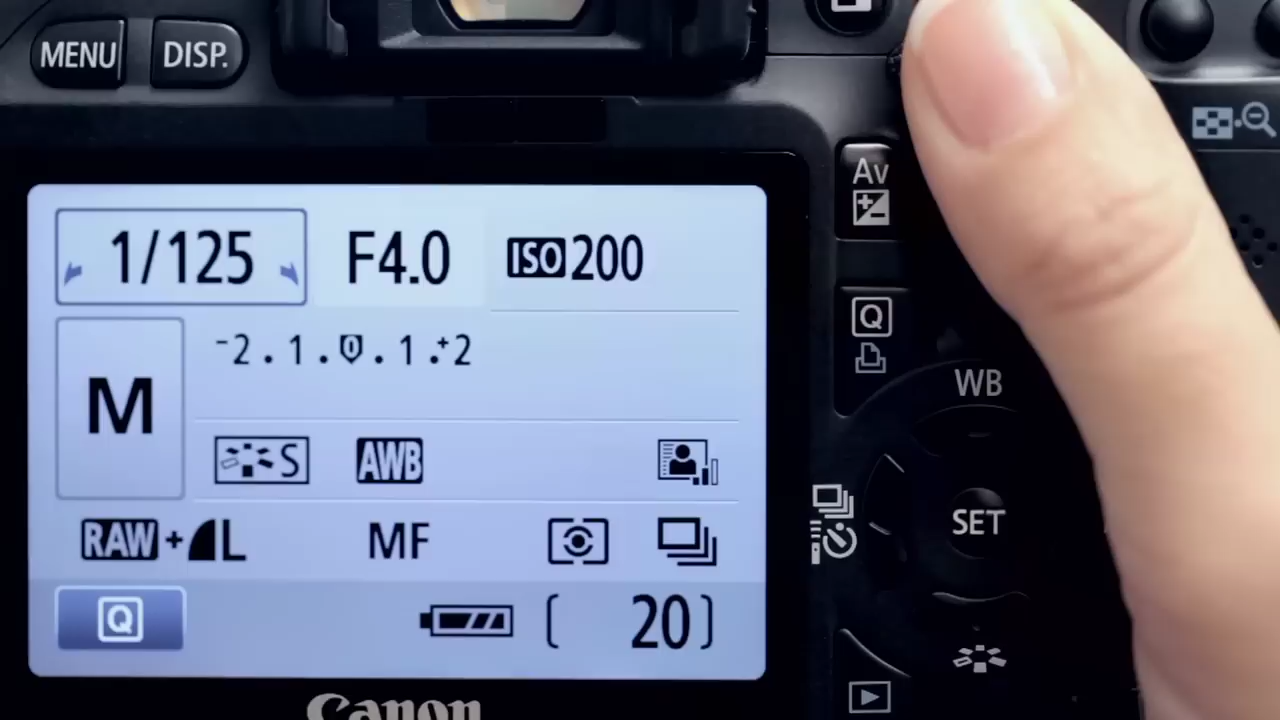 MENU DISP.
Av
1/125 F4.0 ISO 200
Q
-2.1.0.1.+2
WB
M
S AWB
SET
RAW+L MF
Q [ 20]
Canon